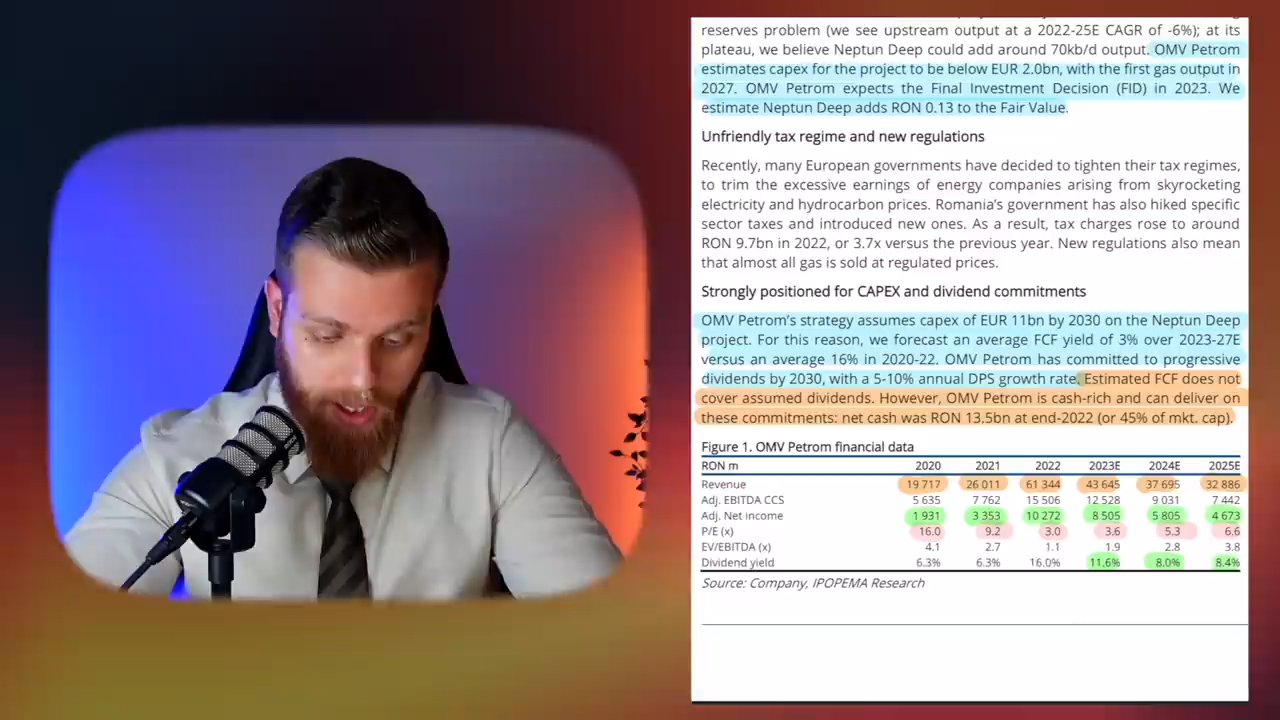 reserves problem (we see upstream output at a 2022-25E CAGR of -6%); at its
plateau, we believe Neptun Deep could add around 70kb/d output. OMV Petrom
estimates capex for the project to be below EUR 2.0bn, with the first gas output in
2027. OMV Petrom expects the Final Investment Decision (FID) in 2023. We
estimate Neptun Deep adds RON 0.13 to the Fair Value.
Unfriendly tax regime and new regulations
Recently, many European governments have decided to tighten their tax regimes,
to trim the excessive earnings of energy companies arising from skyrocketing
electricity and hydrocarbon prices. Romania's government has also hiked specific
sector taxes and introduced new ones. As a result, tax charges rose to around
RON 9.7bn in 2022, or 3.7x versus the previous year. New regulations also mean
that almost all gas is sold at regulated prices.
Strongly positioned for CAPEX and dividend commitments
OMV Petrom's strategy assumes capex of EUR 11bn by 2030 on the Neptun Deep
project. For this reason, we forecast an average FCF yield of 3% over 2023-27E
versus an average 16% in 2020-22. OMV Petrom has committed to progressive
dividends by 2030, with a 5-10% annual DPS growth rate. Estimated FCF does not
cover assumed dividends. However, OMV Petrom is cash-rich and can deliver on
these commitments: net cash was RON 13.5bn at end-2022 (or 45% of mkt. cap).
Figure 1. OMV Petrom financial data
RON m 2020 2021 2022 2023E 2024E 2025E
Revenue 19 717 26 011 61 344 43 645 37 695 32 886
Adj. EBITDA CCS 5 635 7 762 15 506 12 528 9 031 7 442
Adj. Net income 1 931 3 353 10 272 8 505 5 805 4 673
P/E (x) 16.0 9.2 3.0 3.6 5.3 6.6
EV/EBITDA (x) 4.1 2.7 1.1 1.9 2.8 3.8
Dividend yield 6.3% 6.3% 16.0% 11.6% 8.0% 8.4%
Source: Company, IPOPEMA Research